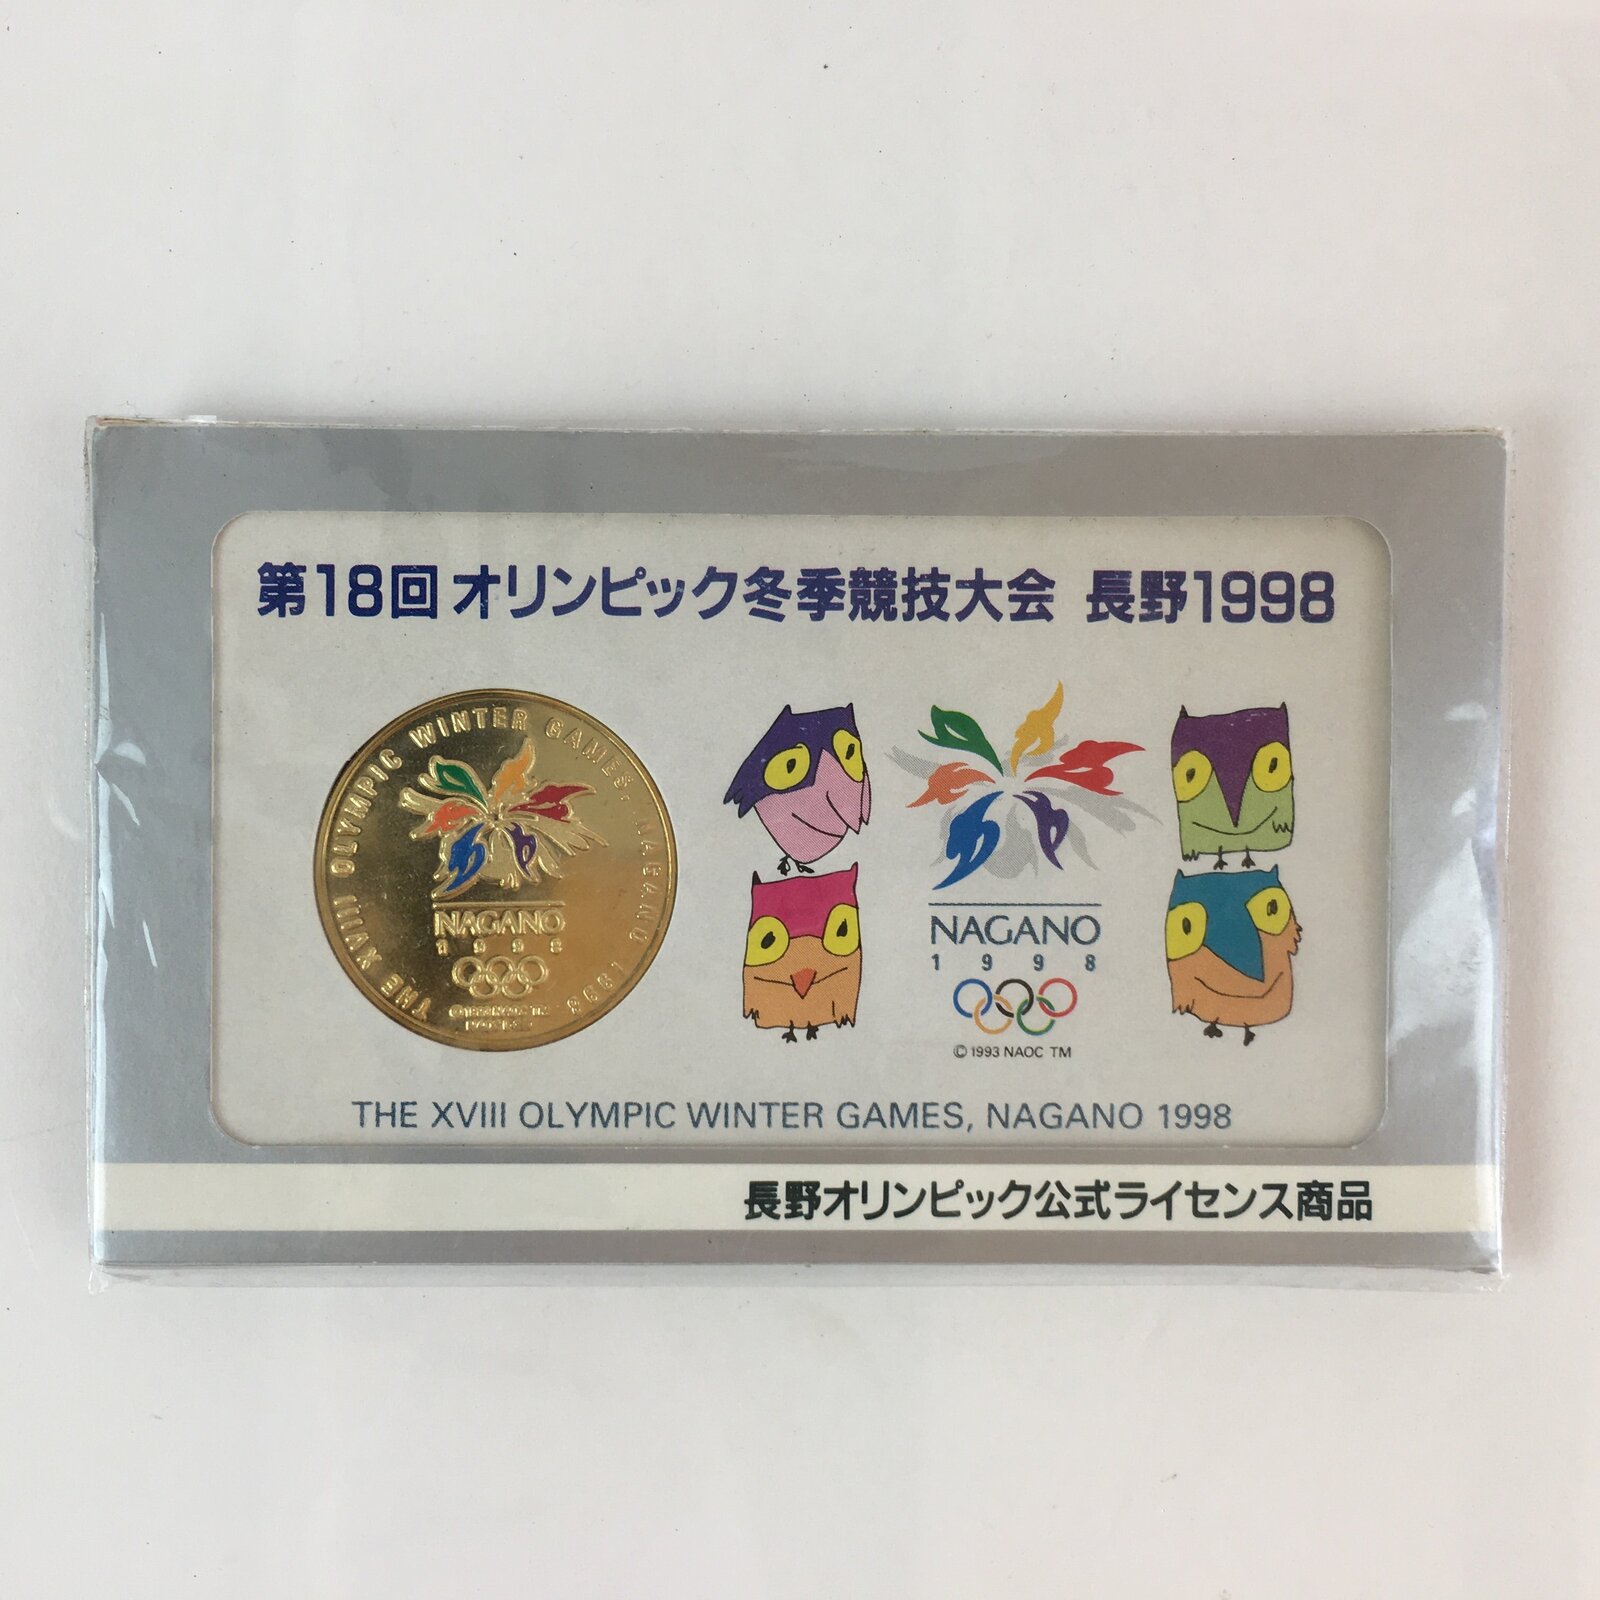 第18回オリンピック冬季競技大会 長野1998
THE XVIII OLYMPIC WINTER GAMES, NAGANO 1998
NAGANO
1998
NAGANO
1998
© 1993 NAOC TM
THE XVIII OLYMPIC WINTER GAMES, NAGANO 1998
長野オリンピック公式ライセンス商品